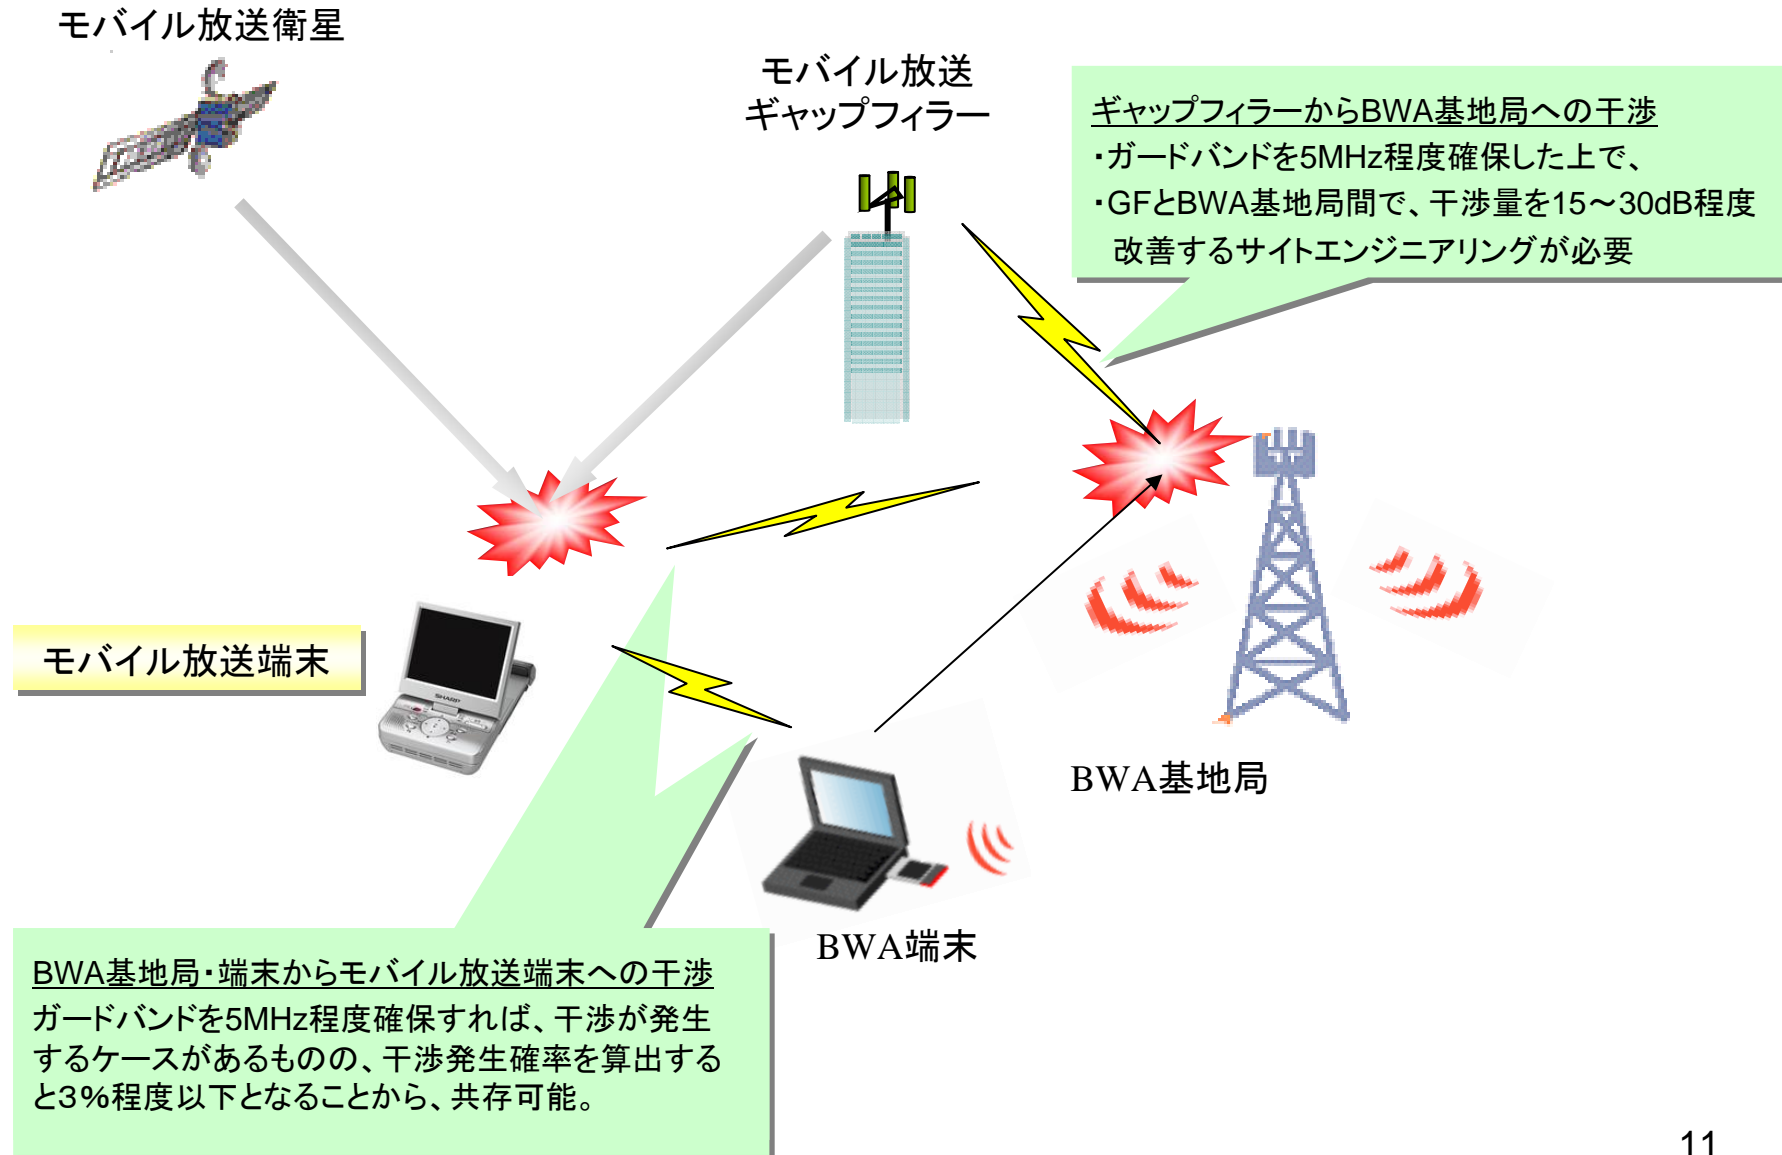 モバイル放送衛星
モバイル放送
ギャップフィラー
ギャップフィラーからBWA基地局への干渉
・ガードバンドを5MHz程度確保した上で、
・GFとBWA基地局間で、干渉量を15～30dB程度
改善するサイトエンジニアリングが必要
モバイル放送端末
SHARP
BWA基地局
BWA端末
BWA基地局・端末からモバイル放送端末への干渉
ガードバンドを5MHz程度確保すれば、干渉が発生
するケースがあるものの、干渉発生確率を算出する
と3%程度以下となることから、共存可能。
11